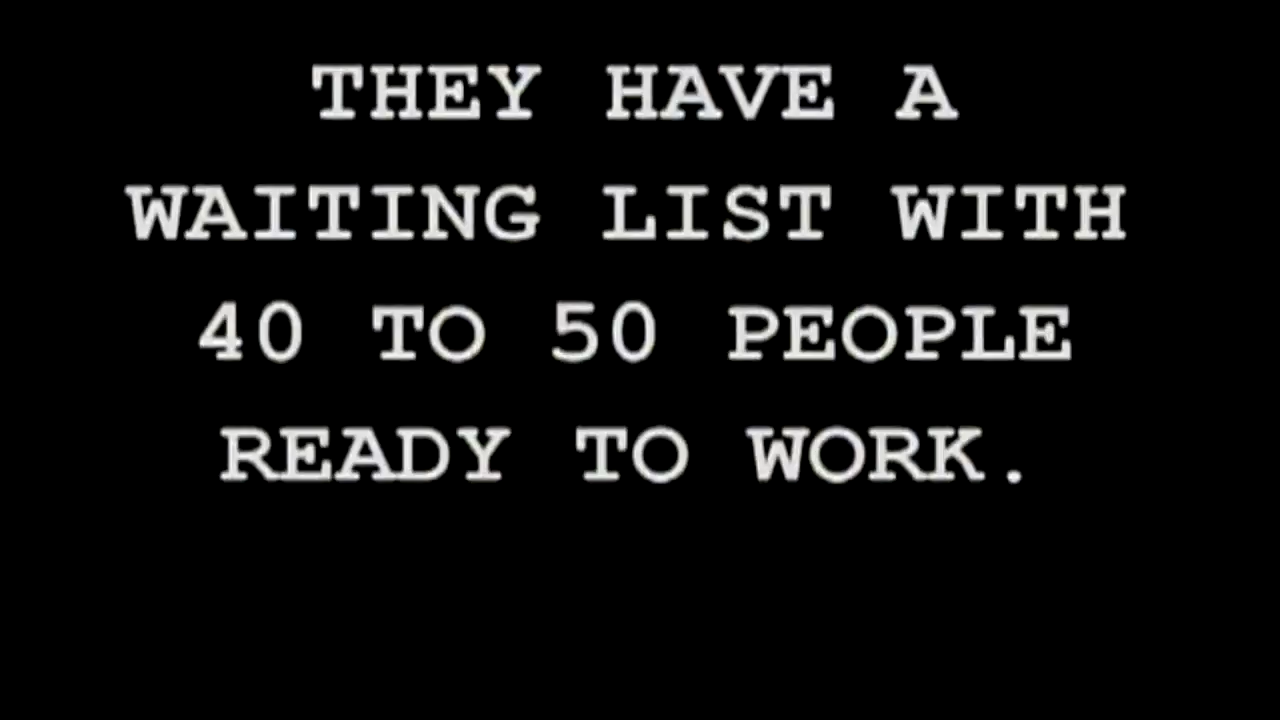 THEY HAVE A
WAITING LIST WITH
40 TO 50 PEOPLE
READY TO WORK.